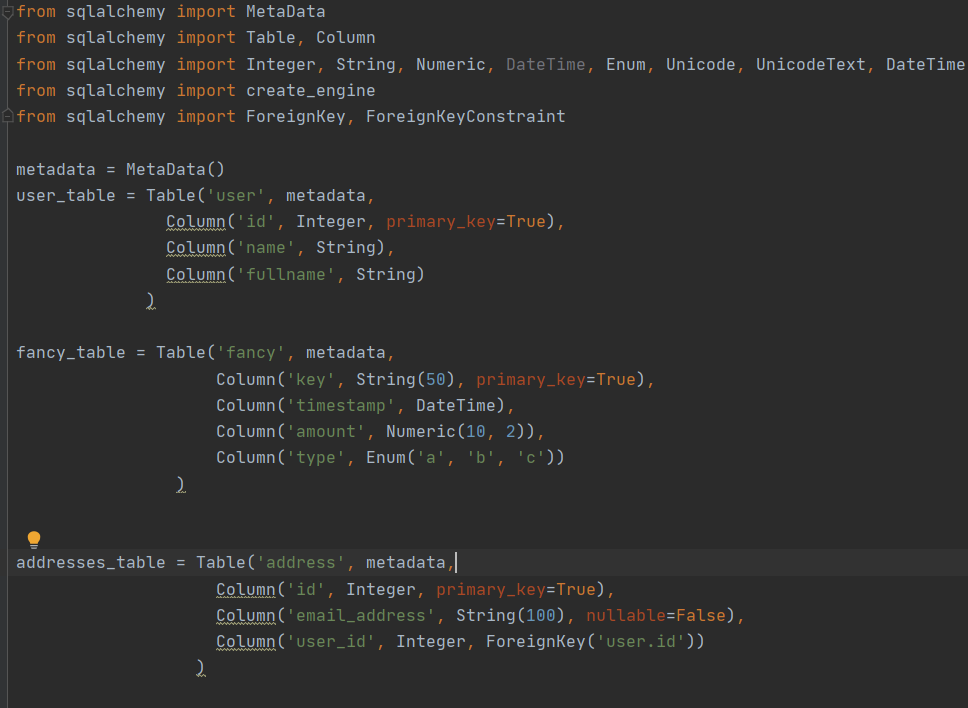 from sqlalchemy import MetaData
from sqlalchemy import Table, Column
from sqlalchemy import Integer, String, Numeric, DateTime, Enum, Unicode, UnicodeText, DateTime
from sqlalchemy import create_engine
from sqlalchemy import ForeignKey, ForeignKeyConstraint
metadata = MetaData()
user_table = Table('user', metadata,
Column('id', Integer, primary_key=True),
Column('name', String),
Column('fullname', String)
)
fancy_table = Table('fancy', metadata,
Column('key', String(50), primary_key=True),
Column('timestamp', DateTime),
Column('amount', Numeric(10, 2)),
Column('type', Enum('a', 'b', 'c'))
)
addresses_table = Table('address', metadata,
Column('id', Integer, primary_key=True),
Column('email_address', String(100), nullable=False),
Column('user_id', Integer, ForeignKey('user.id'))
)